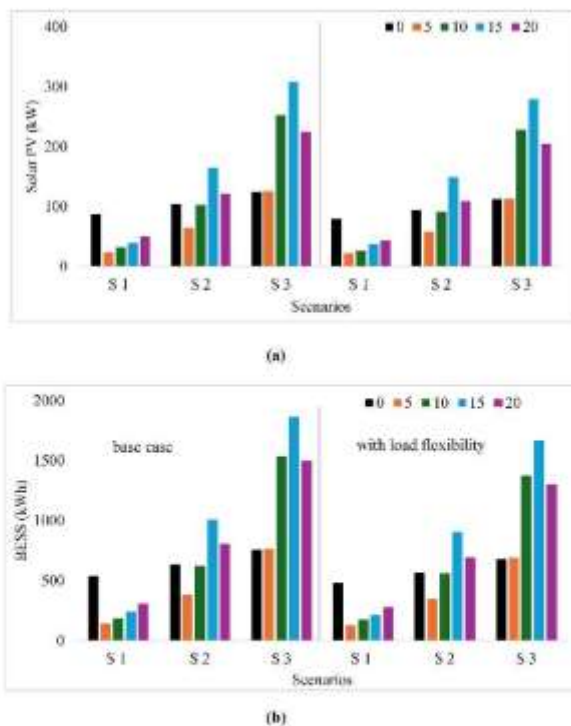 400
0 5 10 15 20
300
200
100
0
Solar PV (kW)
S 1 S 2 S 3 S 1 S 2 S 3
Scenarios
(a)
2000
0 5 10 15 20
base case with load flexibility
1500
1000
500
0
BESS (kWh)
S 1 S 2 S 3 S 1 S 2 S 3
Scenarios
(b)